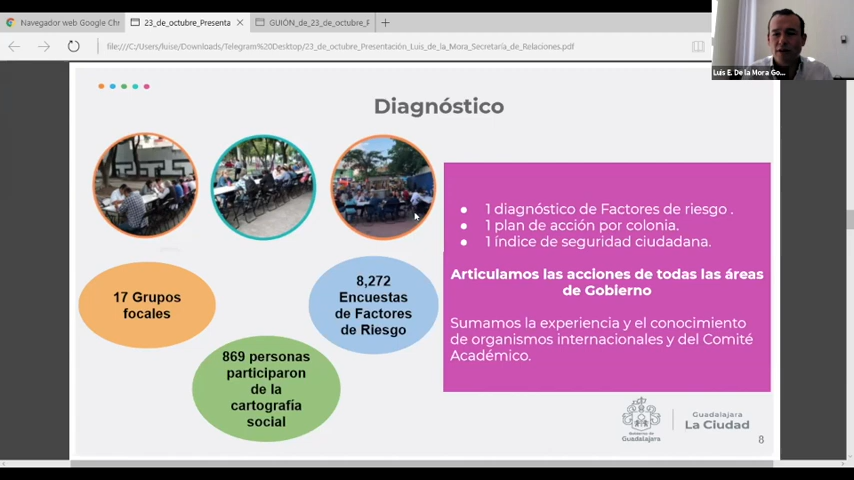 Navegador web Google Chr
23_de_octubre_Presenta
GUIÓN_de_23_de_octubre_F
file:///C:/Users/luise/Downloads/Telegram%20Desktop/23_de_octubre_Presentación_Luis_de_la_Mora_Secretaría_de_Relaciones.pdf
Luis E. De la Mora Go...
Diagnóstico
17 Grupos
focales
869 personas
participaron
de la
cartografía
social
8,272
Encuestas
de Factores
de Riesgo
● 1 diagnóstico de Factores de riesgo .
● 1 plan de acción por colonia.
● 1 índice de seguridad ciudadana.
Articulamos las acciones de todas las áreas
de Gobierno
Sumamos la experiencia y el conocimiento
de organismos internacionales y del Comité
Académico.
Gobierno de
Guadalajara
Guadalajara
La Ciudad
8